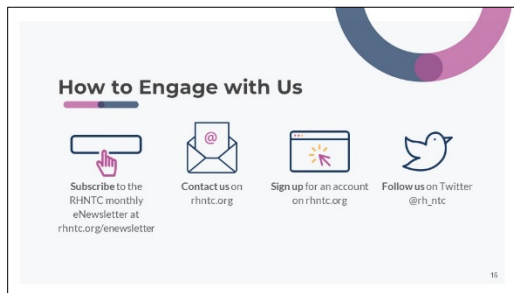 How to Engage with Us
@
Subscribe to the
RHNTC monthly
eNewsletter at
rhntc.org/enewsletter
Contact us on
rhntc.org
Sign up for an account
on rhntc.org
Follow us on Twitter
@rh_ntc
15